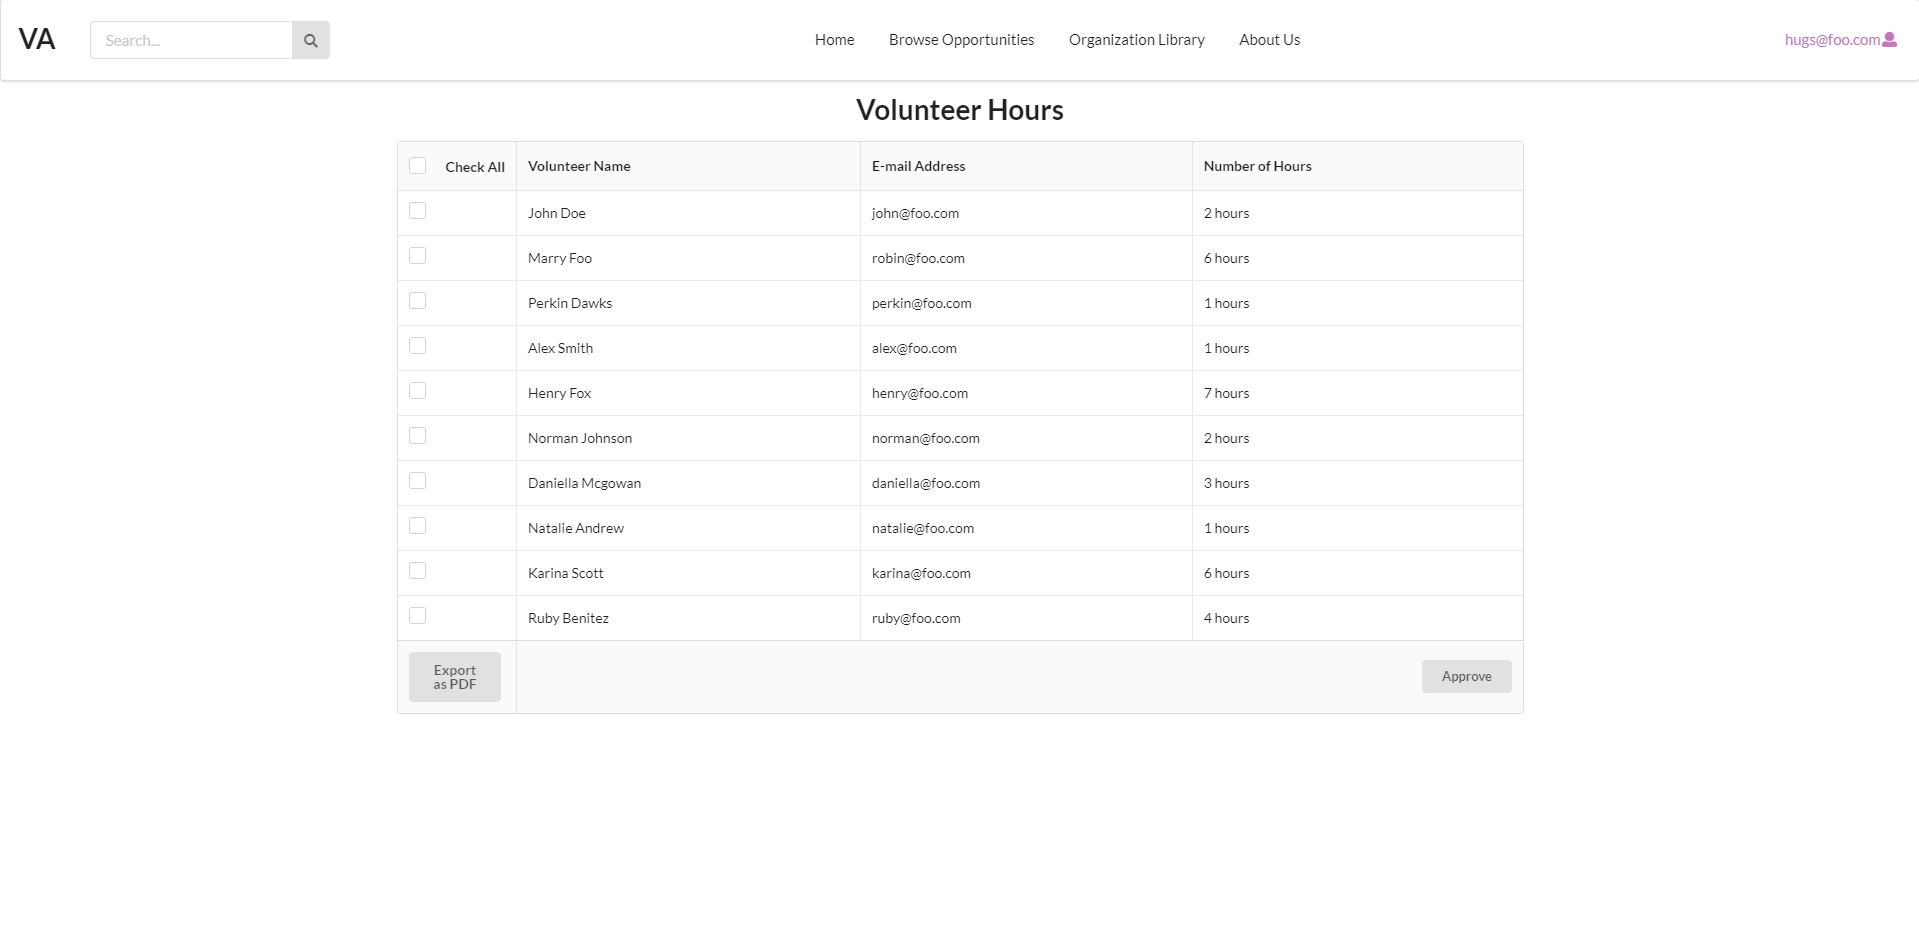 VA Search... Home Browse Opportunities Organization Library About Us hugs@foo.com
Volunteer Hours
Check All Volunteer Name E-mail Address Number of Hours
John Doe john@foo.com 2 hours
Marry Foo robin@foo.com 6 hours
Perkin Dawks perkin@foo.com 1 hours
Alex Smith alex@foo.com 1 hours
Henry Fox henry@foo.com 7 hours
Norman Johnson norman@foo.com 2 hours
Daniella Mcgowan daniella@foo.com 3 hours
Natalie Andrew natalie@foo.com 1 hours
Karina Scott karina@foo.com 6 hours
Ruby Benitez ruby@foo.com 4 hours
Export
as PDF
Approve